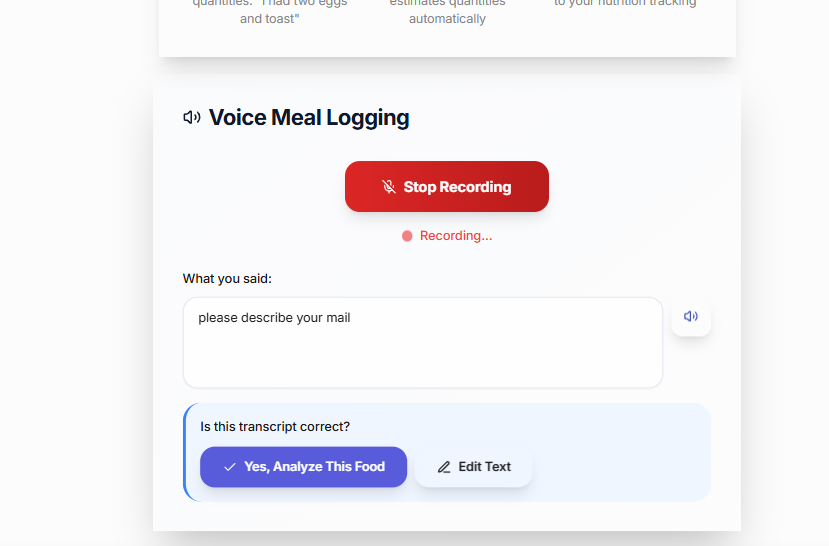 quantities. "I had two eggs
and toast"
estimates quantities
automatically
to your nutrition tracking
Voice Meal Logging
Stop Recording
Recording...
What you said:
please describe your mail
Is this transcript correct?
Yes, Analyze This Food
Edit Text